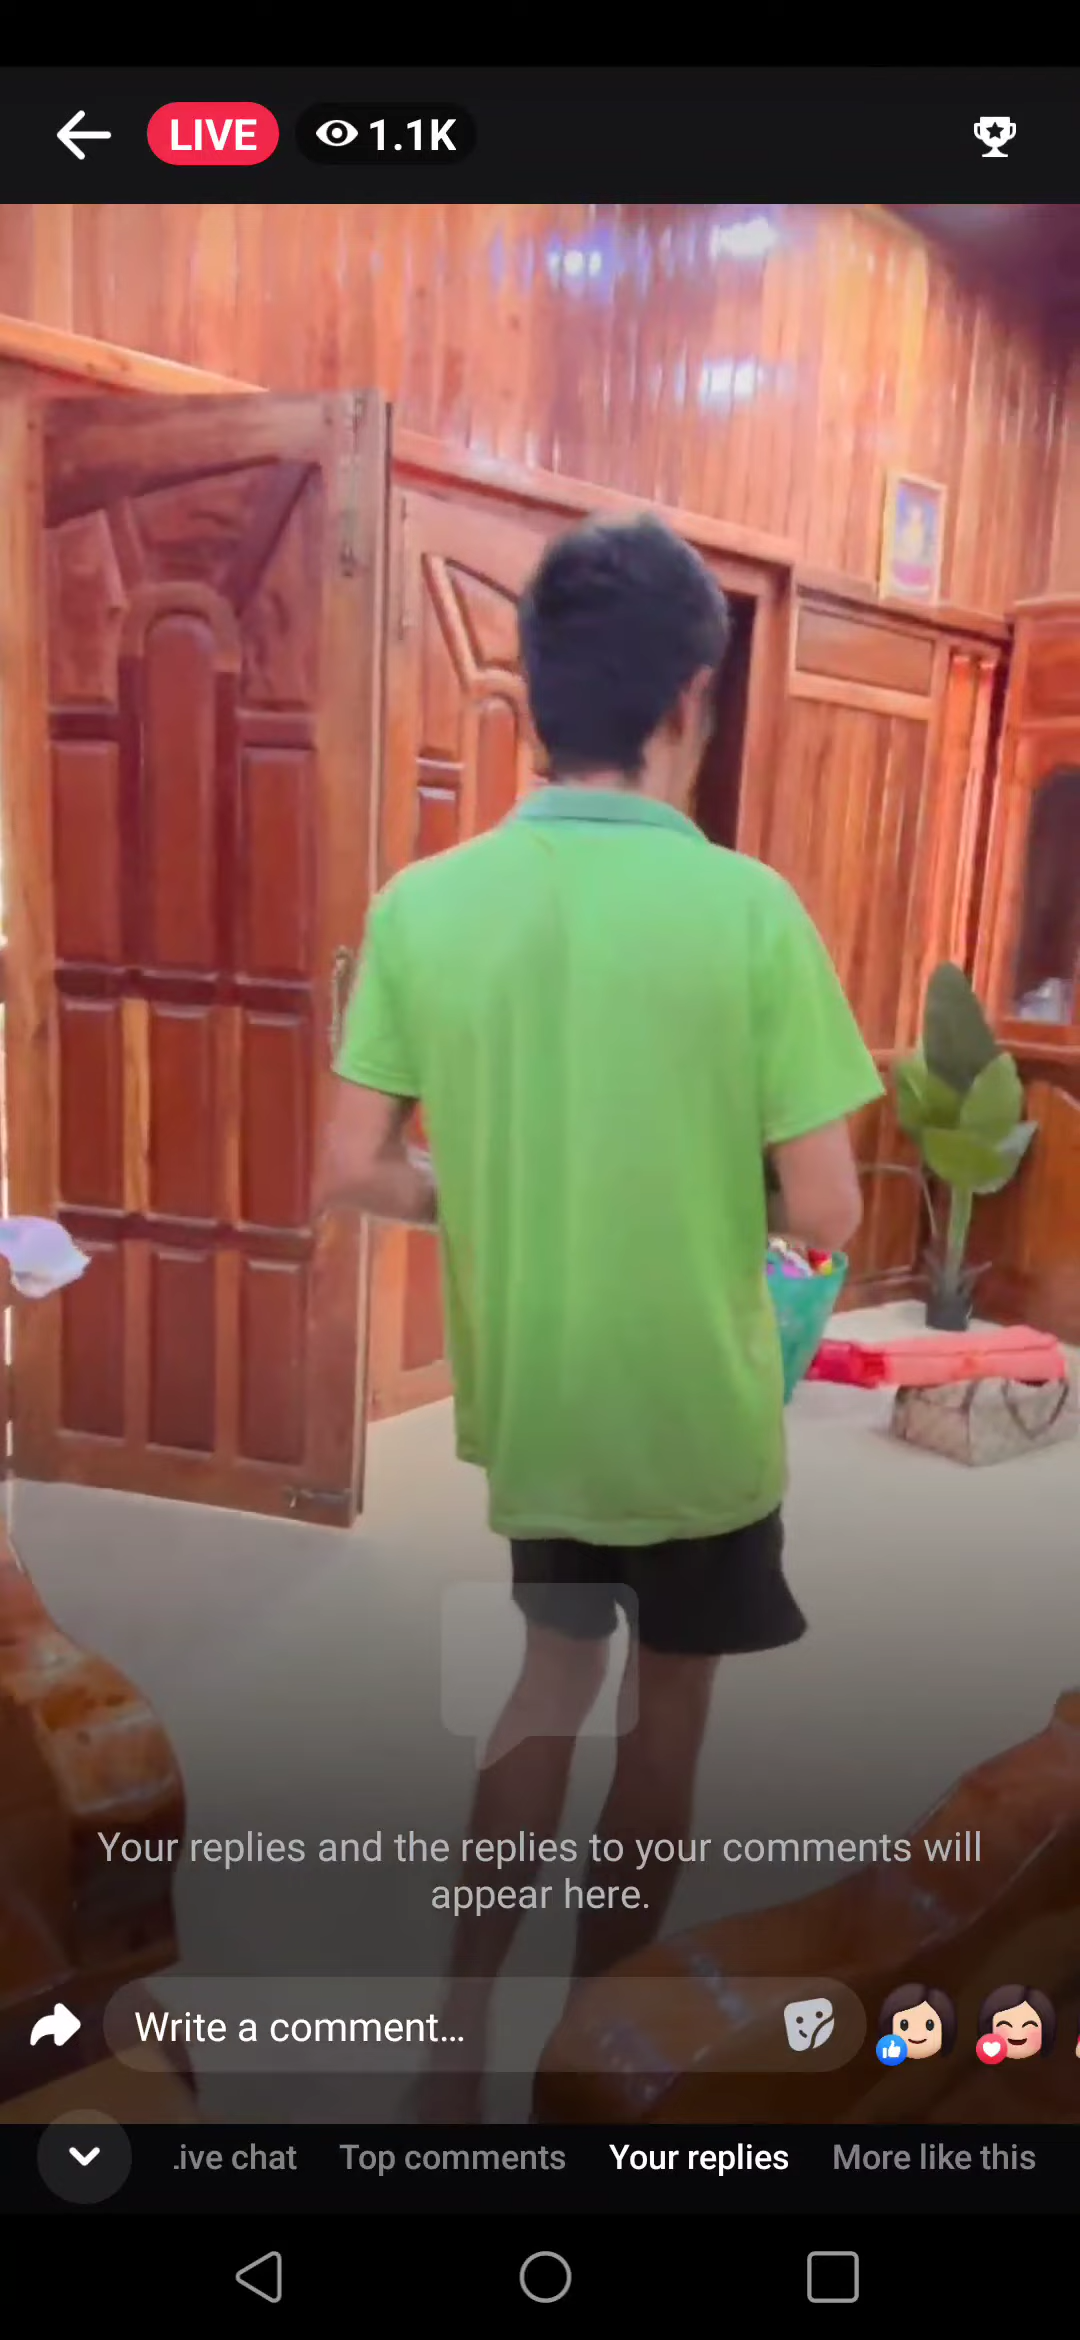 LIVE
1.1K
Your replies and the replies to your comments will
appear here.
Write a comment...
.ive chat
Top comments
Your replies
More like this